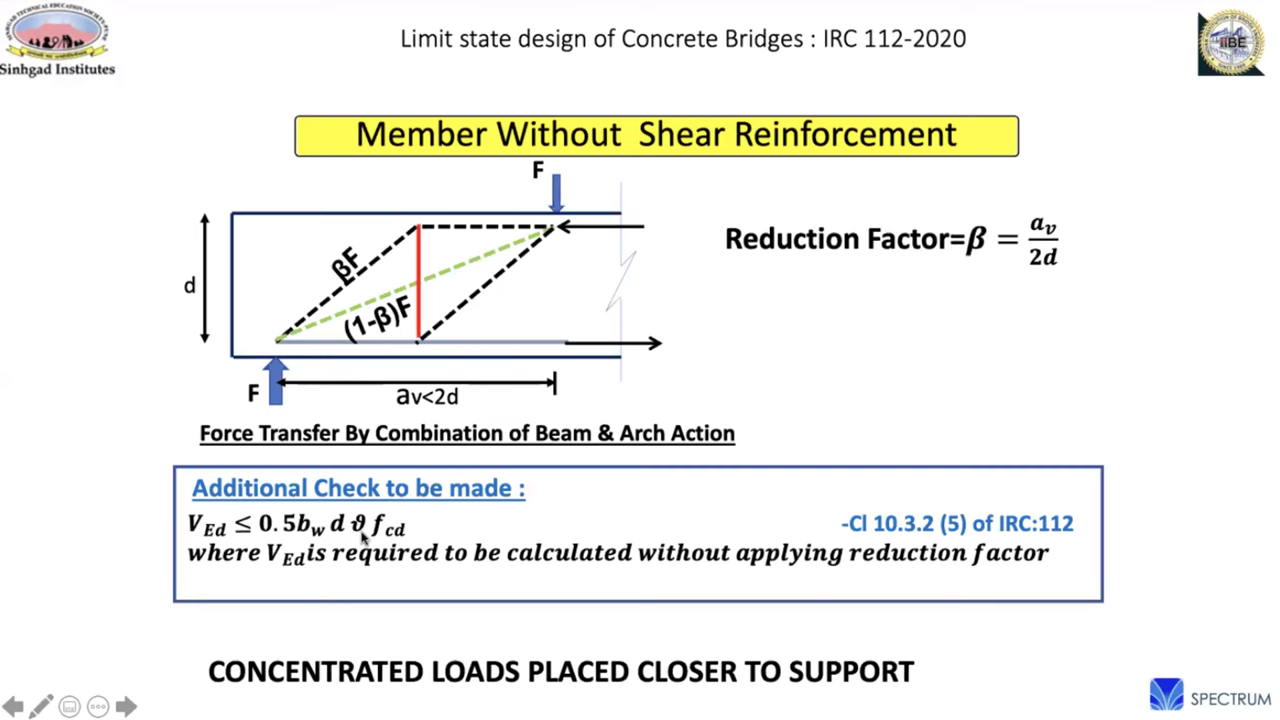 Limit state design of Concrete Bridges : IRC 112-2020
Sinhgad Institutes
IIBE
Member Without Shear Reinforcement
F
Reduction Factor=β = a_v/2d
βF
d
(1-β)F
F
av<2d
Force Transfer By Combination of Beam & Arch Action
Additional Check to be made :
V_Ed ≤ 0.5b_w d ϑ f_cd
-Cl 10.3.2 (5) of IRC:112
where V_Ed is required to be calculated without applying reduction factor
CONCENTRATED LOADS PLACED CLOSER TO SUPPORT
SPECTRUM